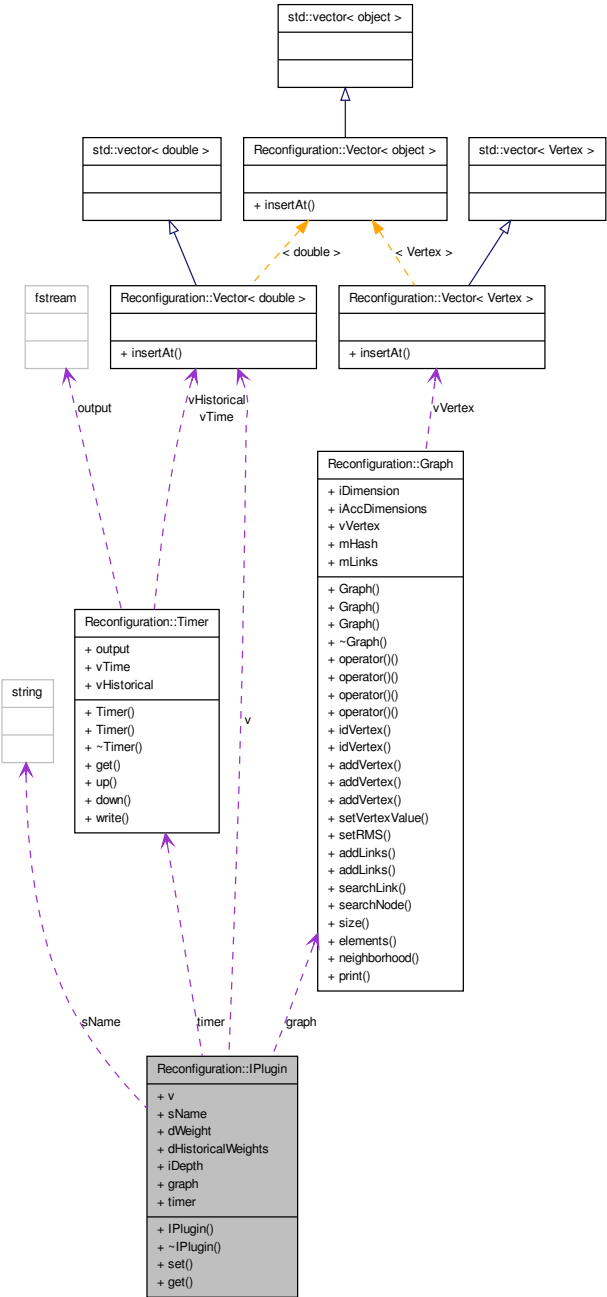 std::vector< object >
std::vector< double >
Reconfiguration::Vector< object >
+ insertAt()
std::vector< Vertex >
< double >
< Vertex >
fstream
Reconfiguration::Vector< double >
+ insertAt()
Reconfiguration::Vector< Vertex >
+ insertAt()
output
vHistorical
vTime
vVertex
Reconfiguration::Graph
+ iDimension
+ iAccDimensions
+ vVertex
+ mHash
+ mLinks
+ Graph()
+ Graph()
+ Graph()
+ ~Graph()
+ operator()()
+ operator()()
+ operator()()
+ operator()()
+ idVertex()
+ idVertex()
+ addVertex()
+ addVertex()
+ addVertex()
+ setVertexValue()
+ setRMS()
+ addLinks()
+ addLinks()
+ searchLink()
+ searchNode()
+ size()
+ elements()
+ neighborhood()
+ print()
Reconfiguration::Timer
+ output
+ vTime
+ vHistorical
+ Timer()
+ Timer()
+ ~Timer()
+ get()
+ up()
+ down()
+ write()
string
v
sName
timer
graph
Reconfiguration::IPlugin
+ v
+ sName
+ dWeight
+ dHistoricalWeights
+ iDepth
+ graph
+ timer
+ IPlugin()
+ ~IPlugin()
+ set()
+ get()